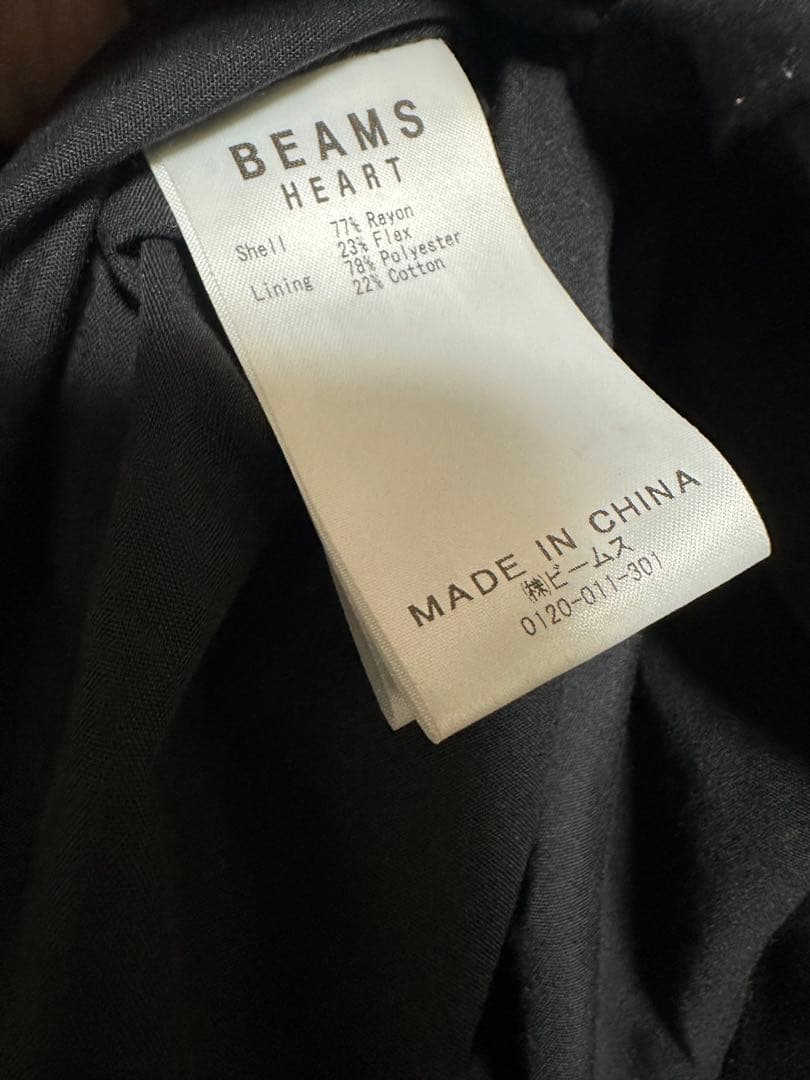 BEAMS
HEART
Shell 77% Rayon
23% Flax
Lining 78% Polyester
22% Cotton
MADE IN CHINA
㈱ビームス
0120-011-301